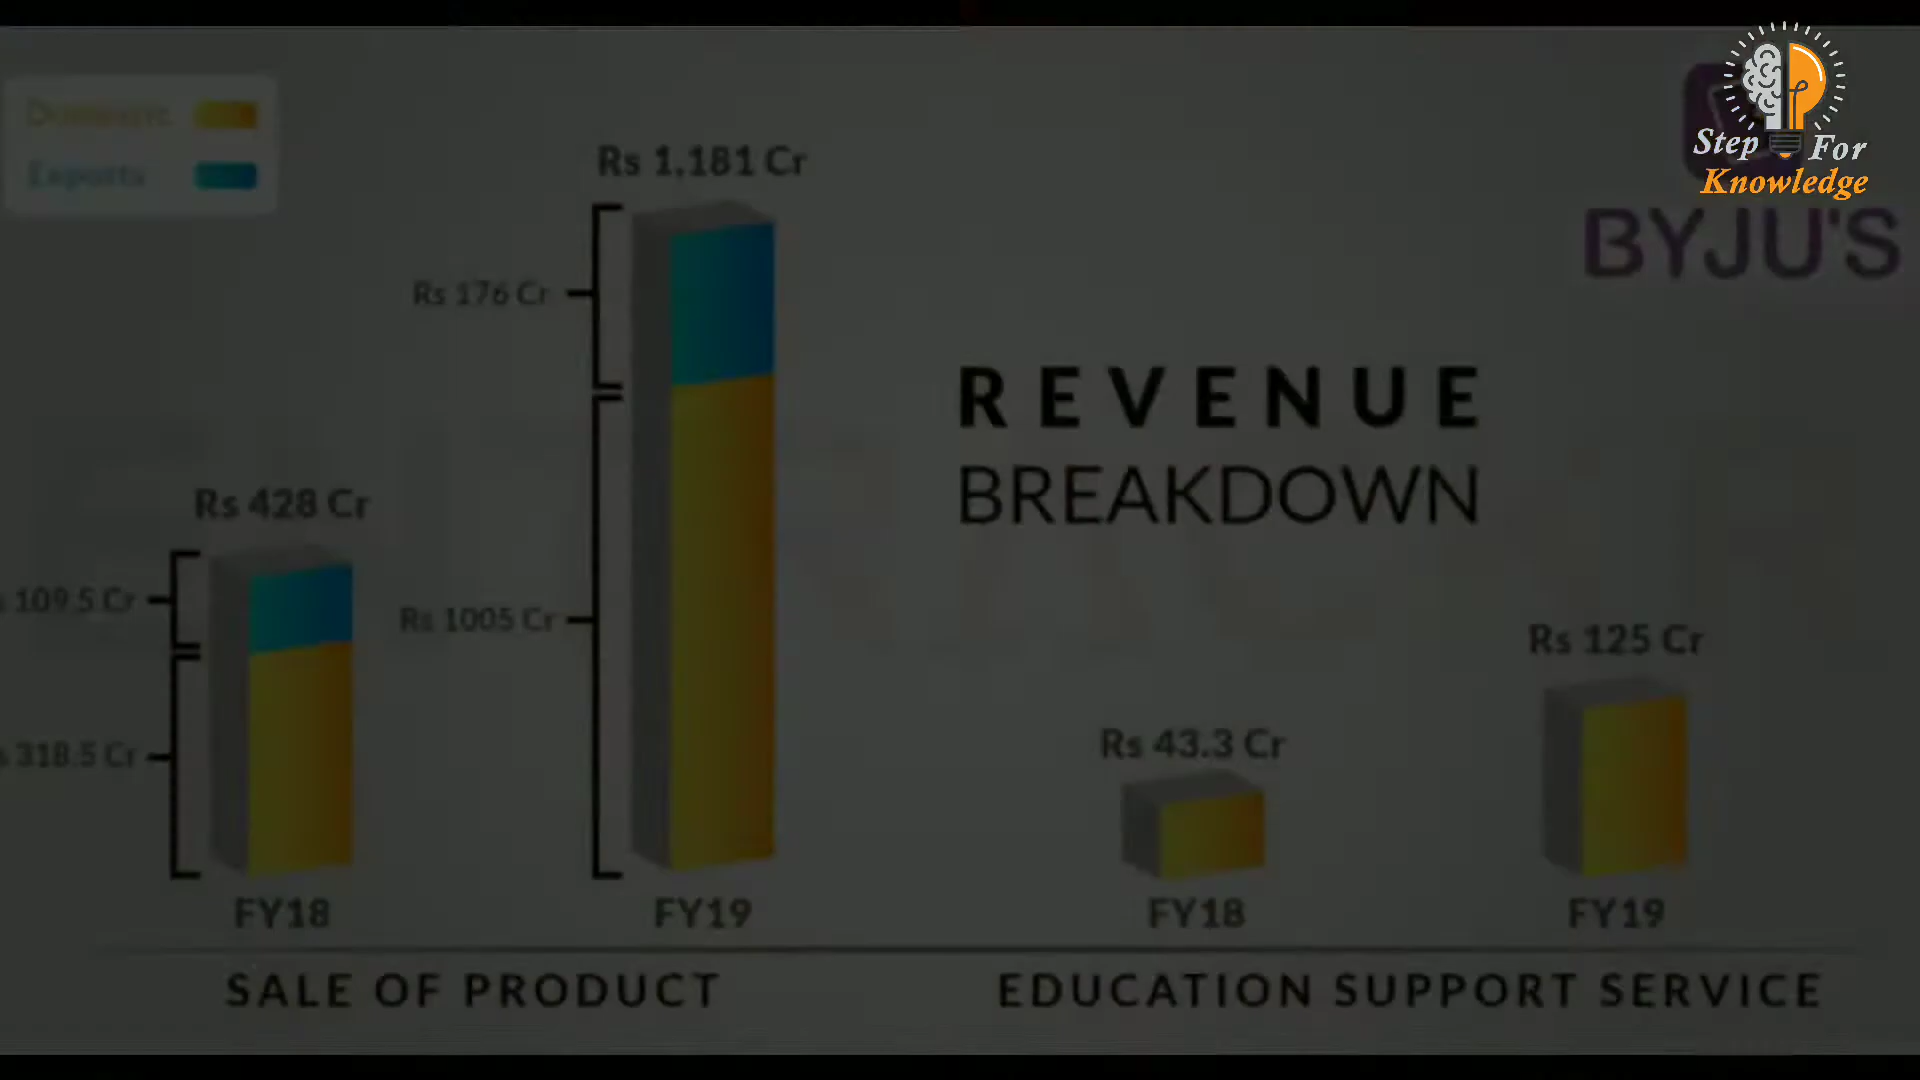 Domestic
Exports
Step For
Knowledge
BYJU'S
Rs 1,181 Cr
Rs 176 Cr
Rs 1005 Cr
REVENUE
BREAKDOWN
Rs 428 Cr
109.5 Cr
318.5 Cr
Rs 43.3 Cr
Rs 125 Cr
FY18
FY19
FY18
FY19
SALE OF PRODUCT
EDUCATION SUPPORT SERVICE